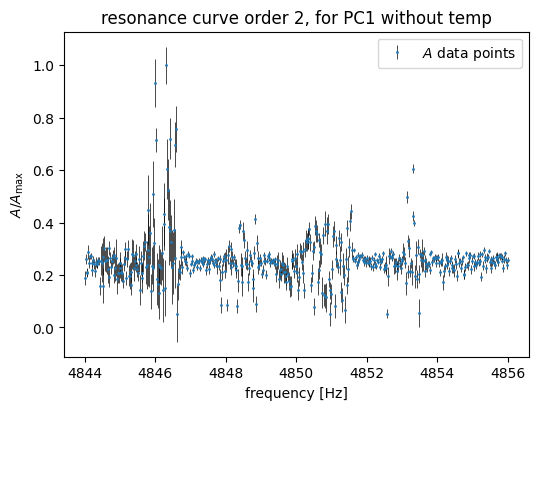 resonance curve order 2, for PC1 without temp
A data points
A/Amax
1.0
0.8
0.6
0.4
0.2
0.0
4844 4846 4848 4850 4852 4854 4856
frequency [Hz]